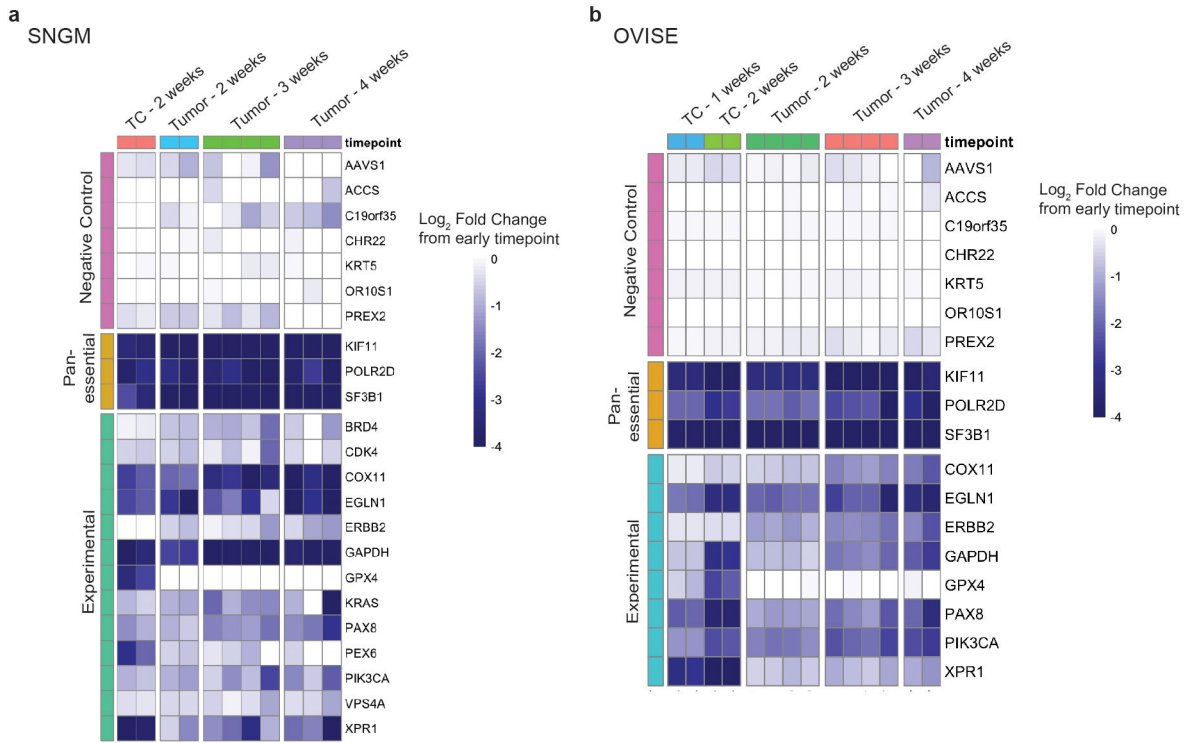 a
SNGM
TC - 2 weeks
Tumor - 2 weeks
Tumor - 3 weeks
Tumor - 4 weeks
timepoint
Negative Control
AAVS1
ACCS
C19orf35
CHR22
KRT5
OR10S1
PREX2
Pan-
essential
KIF11
POLR2D
SF3B1
Experimental
BRD4
CDK4
COX11
EGLN1
ERBB2
GAPDH
GPX4
KRAS
PAX8
PEX6
PIK3CA
VPS4A
XPR1
Log2 Fold Change
from early timepoint
0
-1
-2
-3
-4
b
OVISE
TC - 1 weeks
TC - 2 weeks
Tumor - 2 weeks
Tumor - 3 weeks
Tumor - 4 weeks
timepoint
Negative Control
AAVS1
ACCS
C19orf35
CHR22
KRT5
OR10S1
PREX2
Pan-
essential
KIF11
POLR2D
SF3B1
Experimental
COX11
EGLN1
ERBB2
GAPDH
GPX4
PAX8
PIK3CA
XPR1
Log2 Fold Change
from early timepoint
0
-1
-2
-3
-4